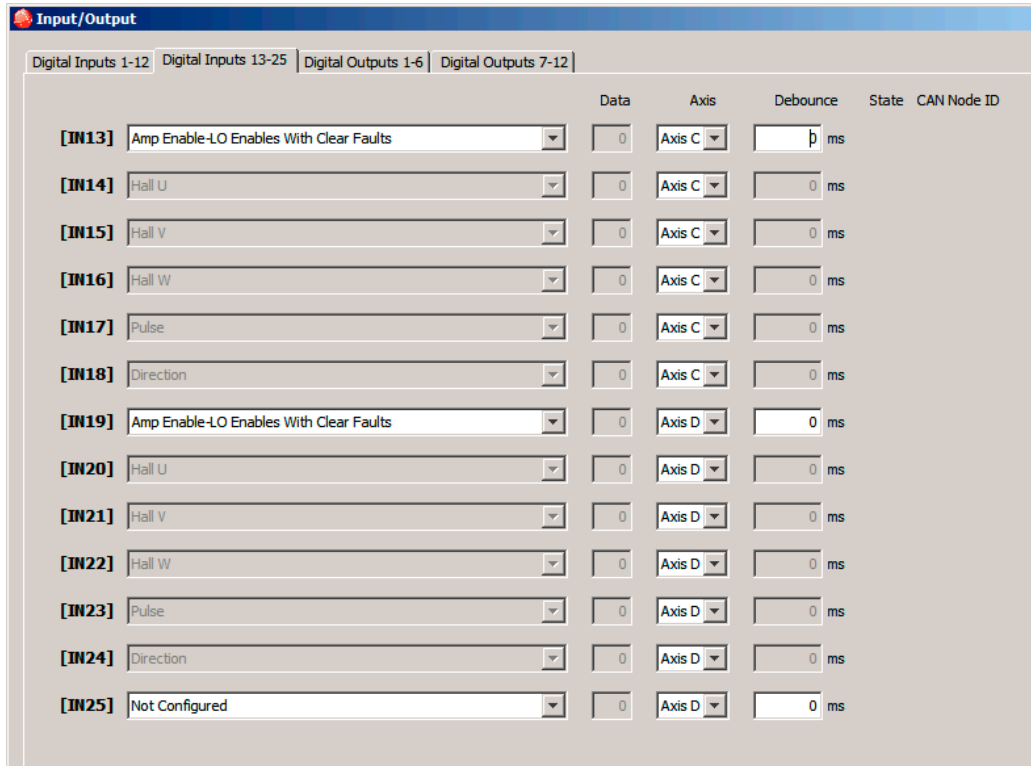 Input/Output
Digital Inputs 1-12 Digital Inputs 13-25 Digital Outputs 1-6 Digital Outputs 7-12
Data Axis Debounce State CAN Node ID
[IN13] Amp Enable-LO Enables With Clear Faults 0 Axis C 0 ms
[IN14] Hall U 0 Axis C 0 ms
[IN15] Hall V 0 Axis C 0 ms
[IN16] Hall W 0 Axis C 0 ms
[IN17] Pulse 0 Axis C 0 ms
[IN18] Direction 0 Axis C 0 ms
[IN19] Amp Enable-LO Enables With Clear Faults 0 Axis D 0 ms
[IN20] Hall U 0 Axis D 0 ms
[IN21] Hall V 0 Axis D 0 ms
[IN22] Hall W 0 Axis D 0 ms
[IN23] Pulse 0 Axis D 0 ms
[IN24] Direction 0 Axis D 0 ms
[IN25] Not Configured 0 Axis D 0 ms